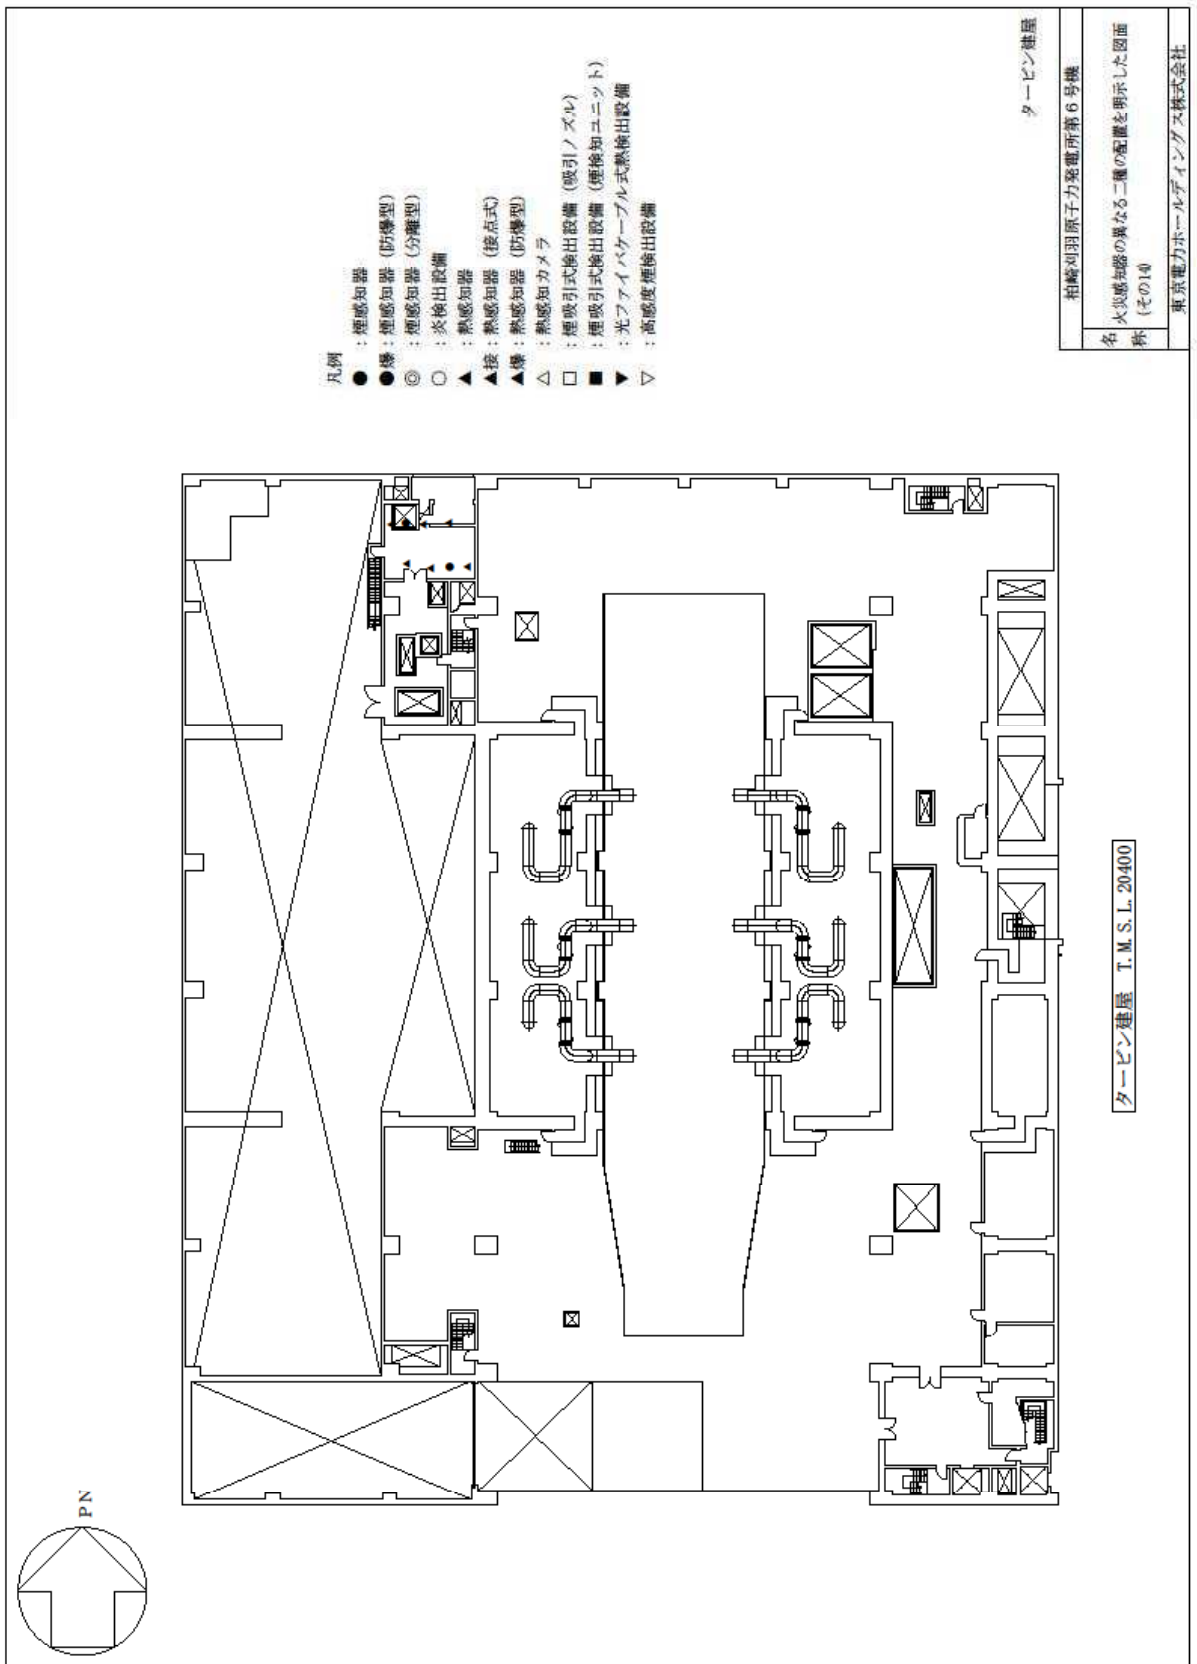 PN
凡例
● ：煙感知器
●爆：煙感知器（防爆型）
◎ ：煙感知器（分離型）
○ ：炎検出設備
▲ ：熱感知器
▲接：熱感知器（接点式）
▲爆：熱感知器（防爆型）
△ ：熱感知カメラ
□ ：煙吸引式検出設備（吸引ノズル）
■ ：煙吸引式検出設備（煙検知ユニット）
▼ ：光ファイバケーブル式熱検出設備
▽ ：高感度煙検出設備
タービン建屋 T.M.S.L.20400
タービン建屋
柏崎刈羽原子力発電所第6号機
名称
火災感知器の異なる二種の配置を明示した図面
(その14)
東京電力ホールディングス株式会社